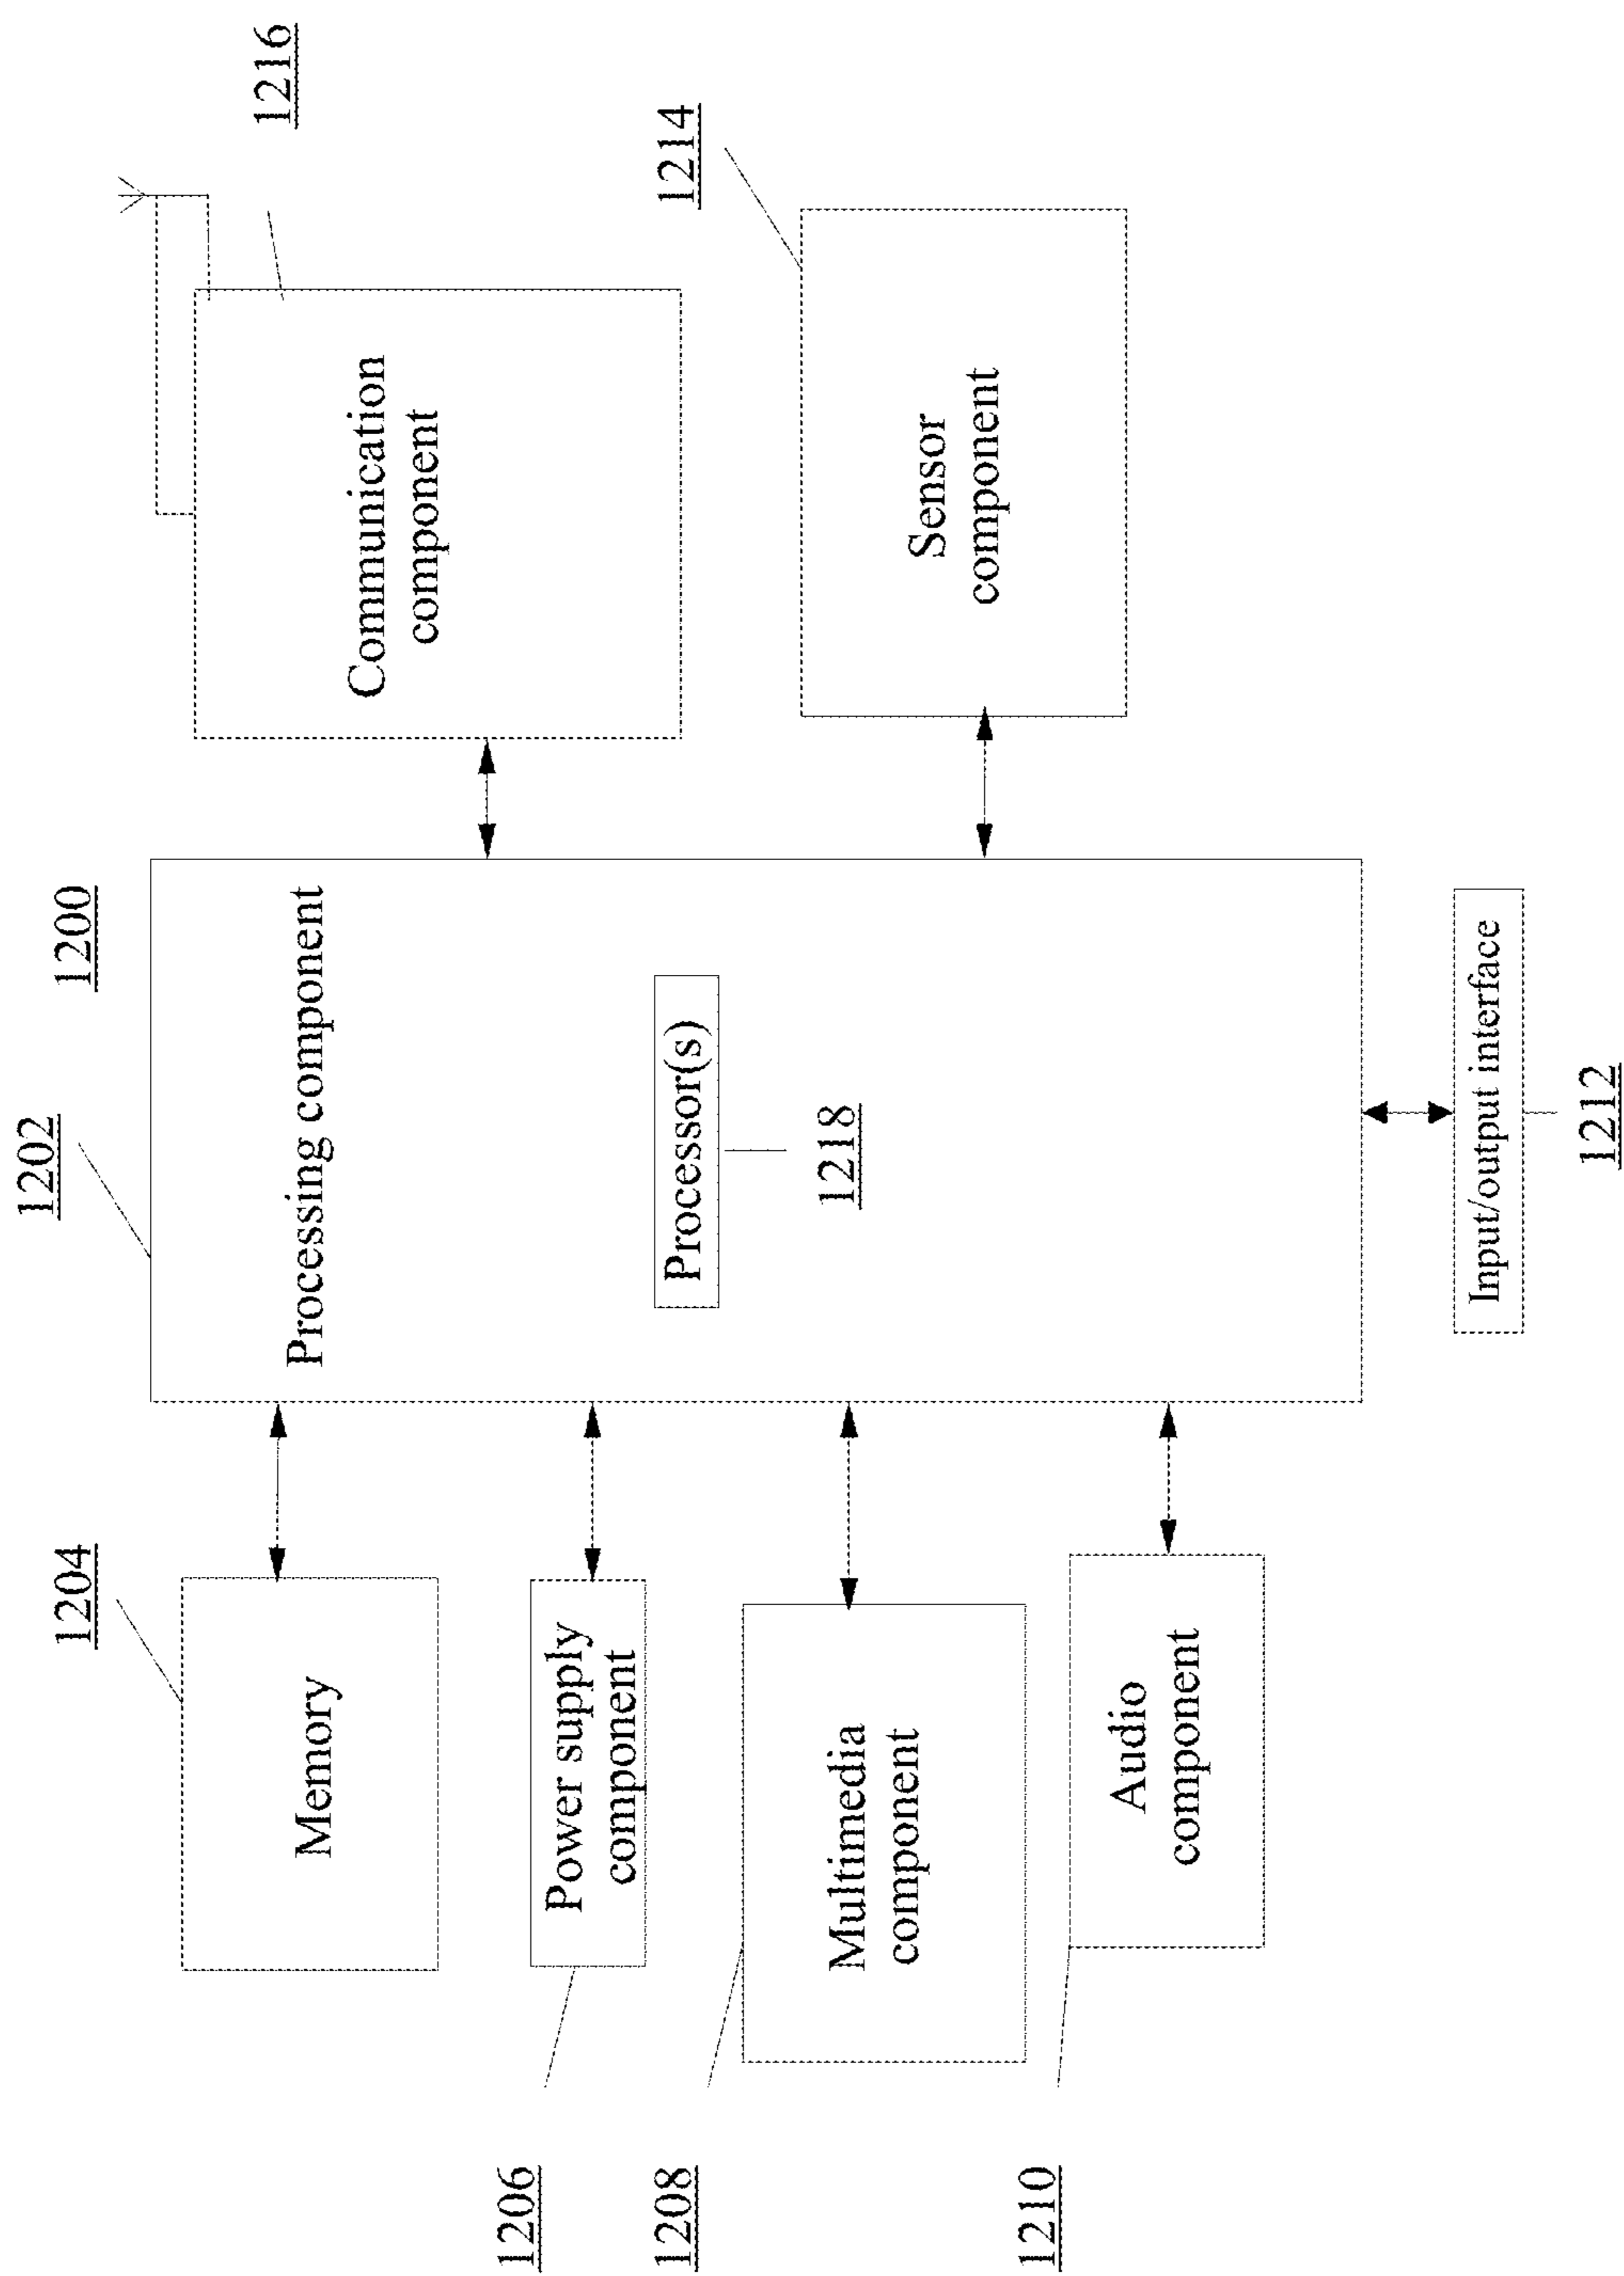 1200
1202
1216
1204
Processing component
Memory
Communication
component
1206
Power supply
component
Processor(s)
1214
1218
1208
Multimedia
component
Sensor
component
1210
Audio
component
Input/output interface
1212